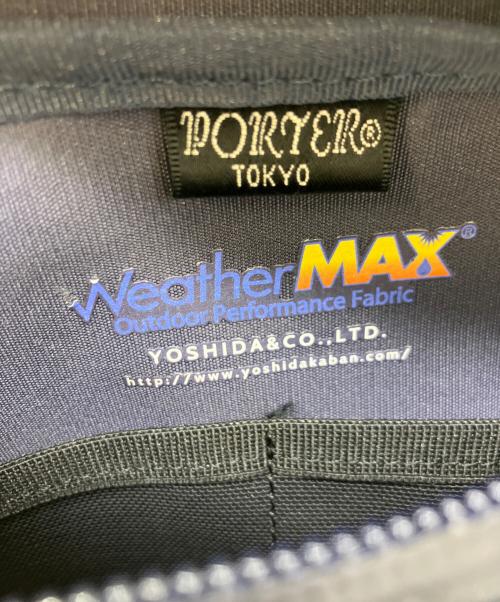 PORTER®
TOKYO
WeatherMAX®
Outdoor Performance Fabric
YOSHIDA&CO.,LTD.
http://www.yoshidakaban.com/